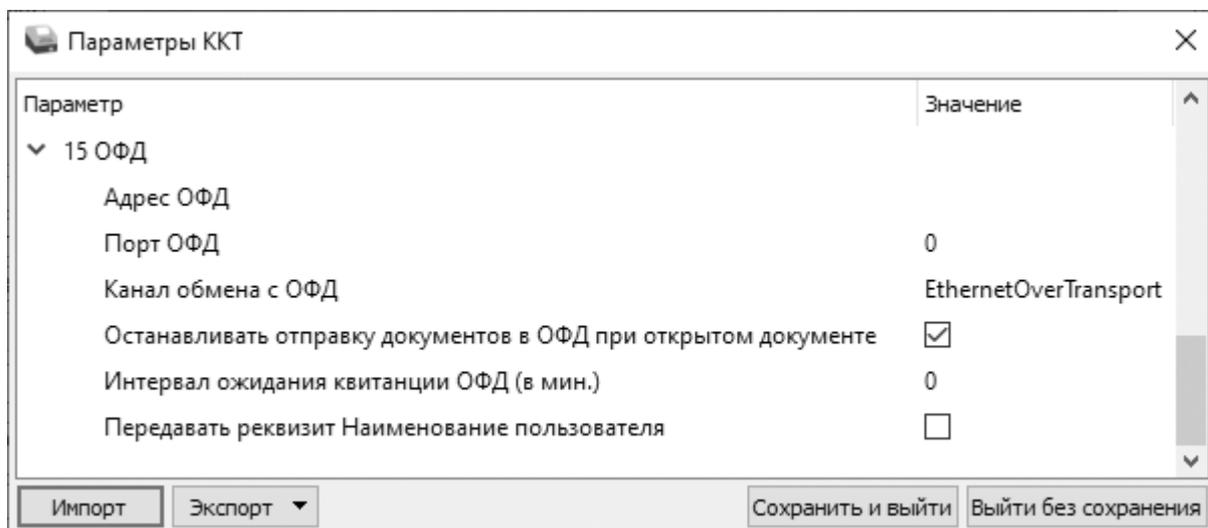 Параметры ККТ
Параметр Значение
15 ОФД
Адрес ОФД
Порт ОФД 0
Канал обмена с ОФД EthernetOverTransport
Останавливать отправку документов в ОФД при открытом документе
Интервал ожидания квитанции ОФД (в мин.) 0
Передавать реквизит Наименование пользователя
Импорт Экспорт Сохранить и выйти Выйти без сохранения